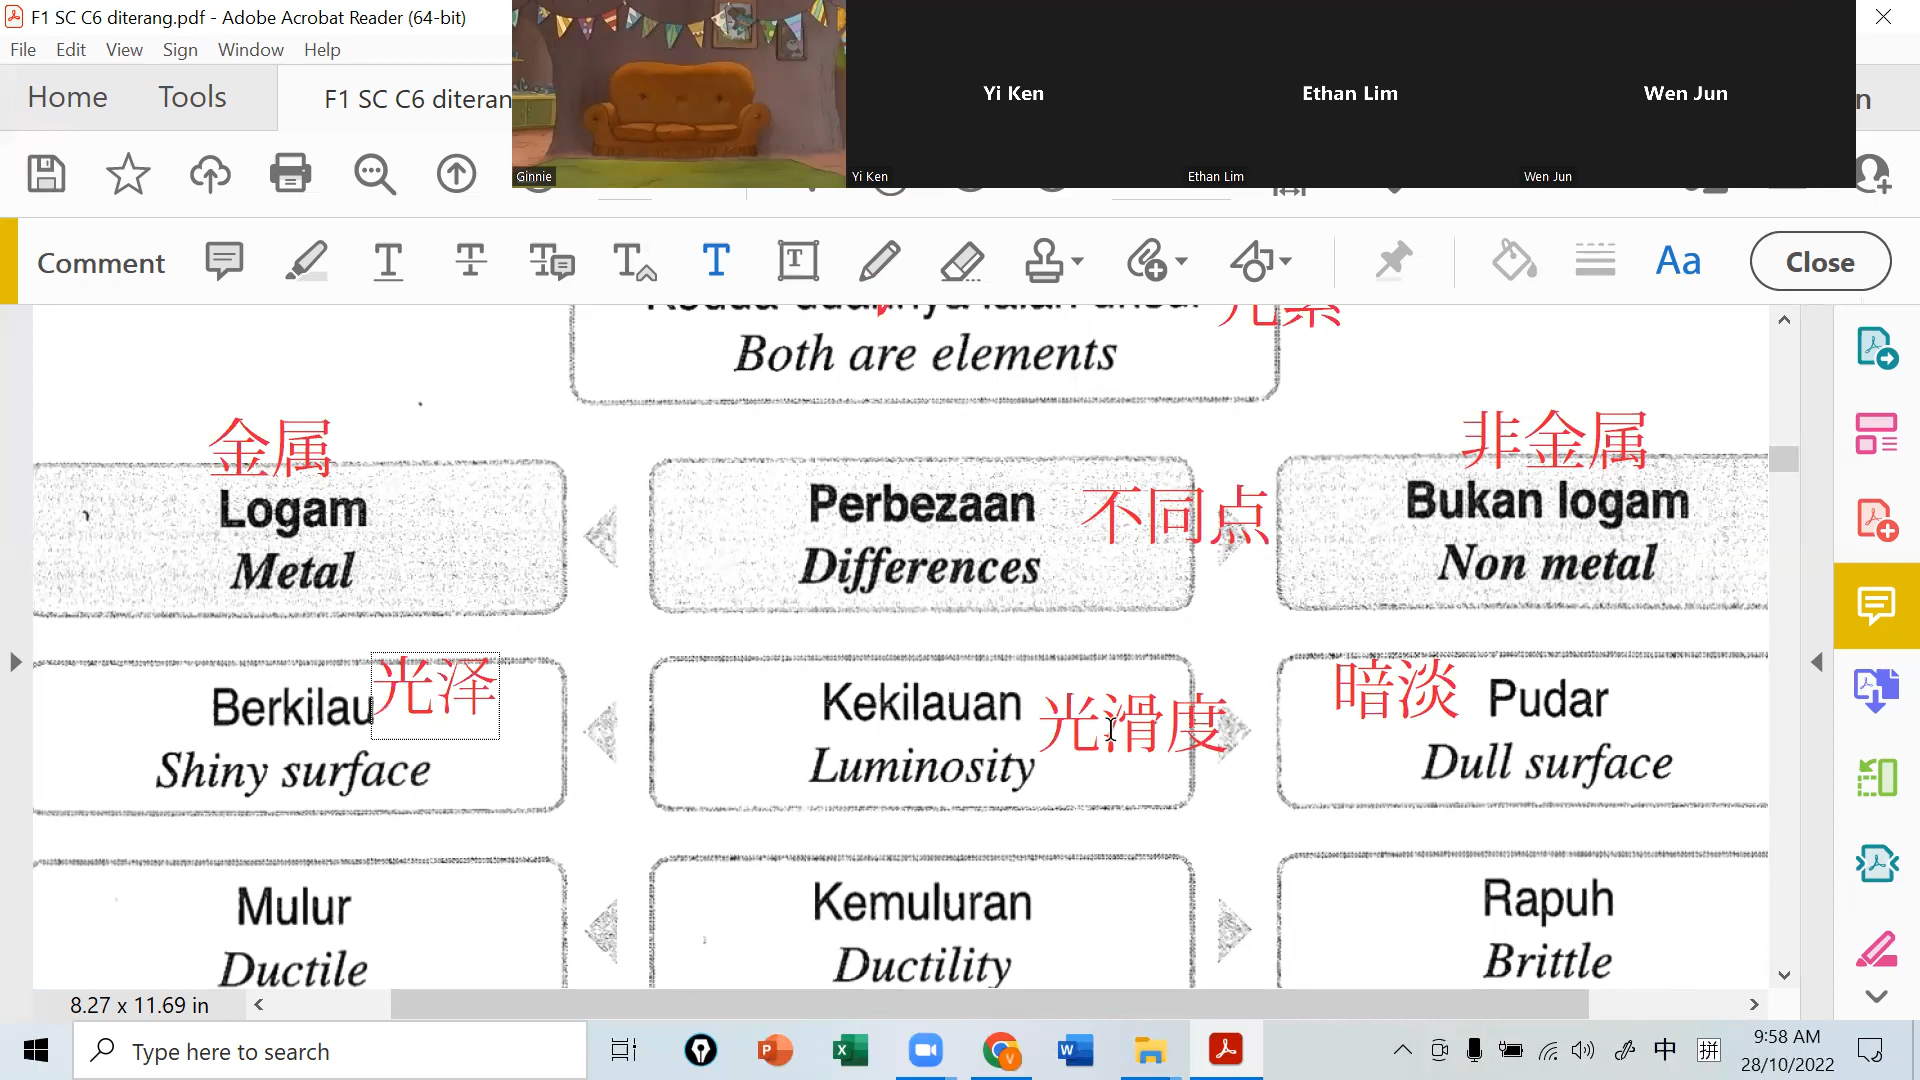 F1 SC C6 diterang.pdf - Adobe Acrobat Reader (64-bit)
File Edit View Sign Window Help
Home Tools F1 SC C6 diteran
Yi Ken
Ethan Lim
Wen Jun
Ginnie
Yi Ken
Ethan Lim
Wen Jun
Comment
T T T T T T
Aa
Close
元素
Both are elements
金属
Logam
Metal
Perbezaan 不同点
Differences
非金属
Bukan logam
Non metal
Berkilau 光泽
Shiny surface
Kekilauan 光滑度
Luminosity
暗淡 Pudar
Dull surface
Mulur
Ductile
Kemuluran
Ductility
Rapuh
Brittle
8.27 x 11.69 in
Type here to search
中 拼
9:58 AM
28/10/2022